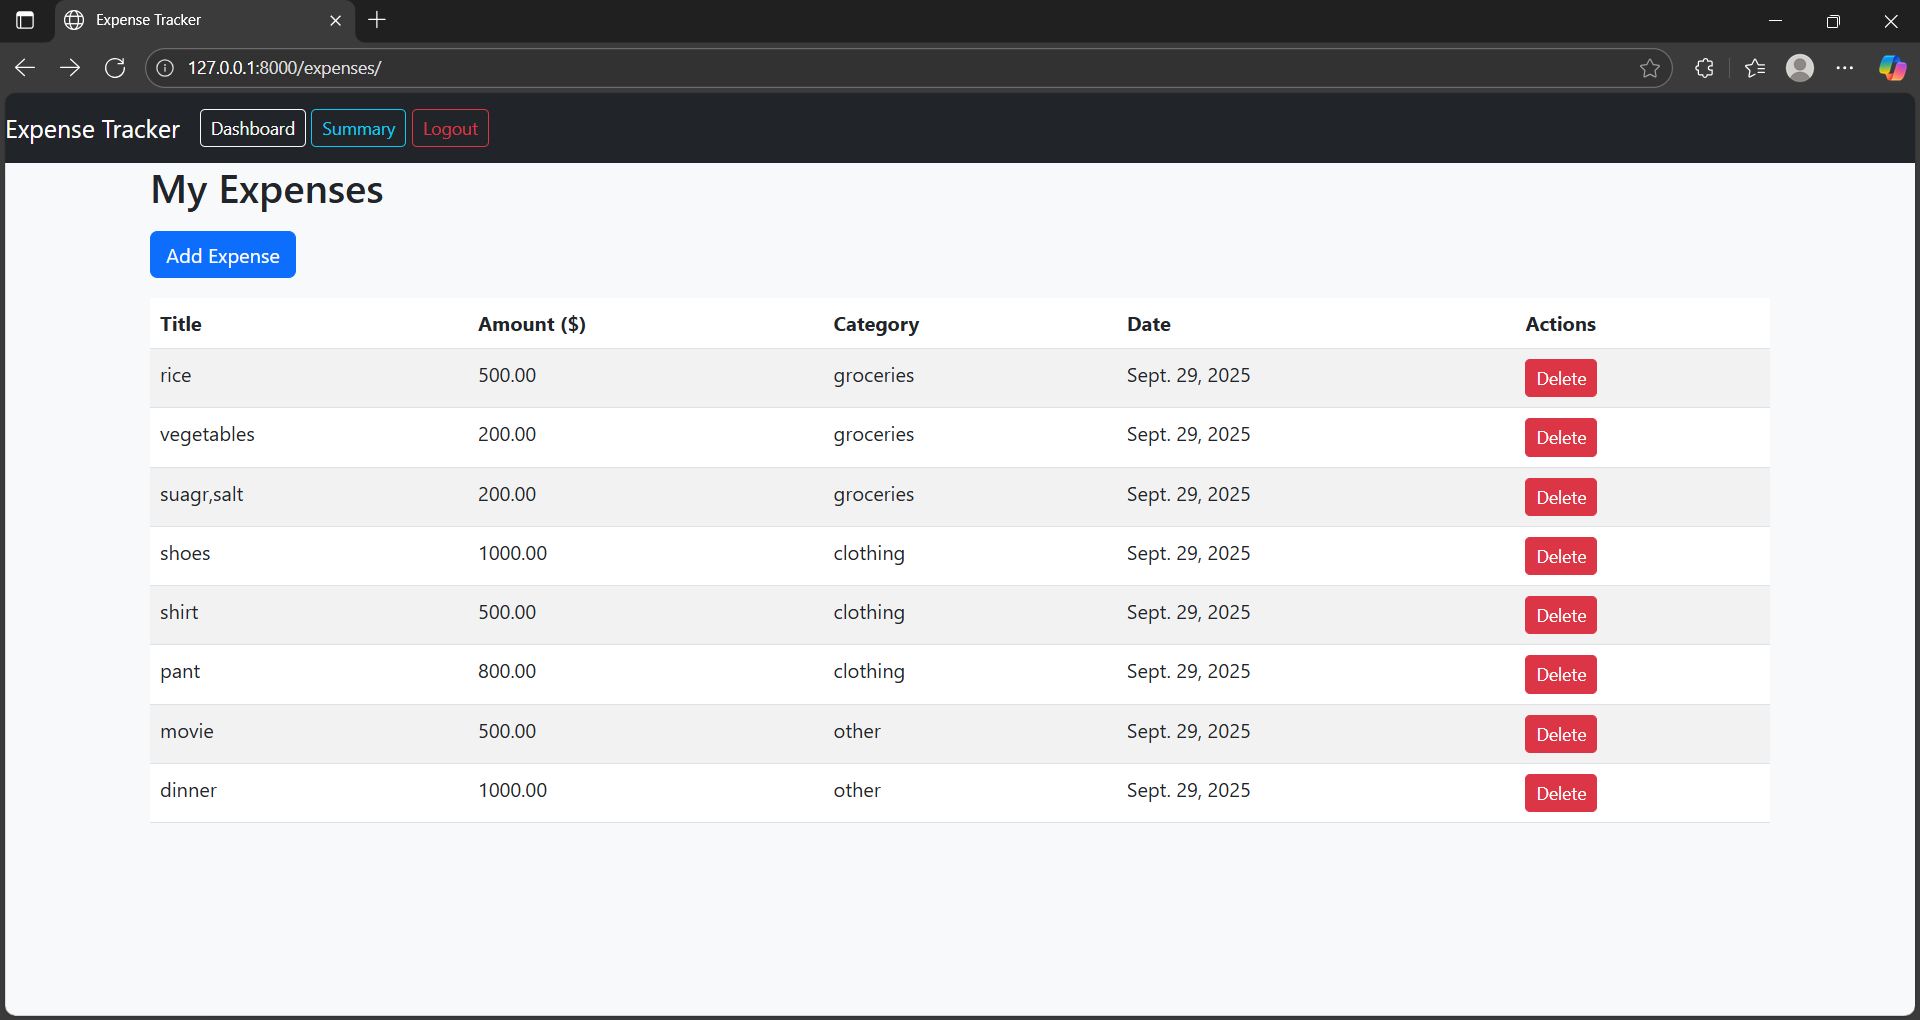 Expense Tracker
127.0.0.1:8000/expenses/
Expense Tracker Dashboard Summary Logout
My Expenses
Add Expense
Title Amount ($) Category Date Actions
rice 500.00 groceries Sept. 29, 2025 Delete
vegetables 200.00 groceries Sept. 29, 2025 Delete
suagr,salt 200.00 groceries Sept. 29, 2025 Delete
shoes 1000.00 clothing Sept. 29, 2025 Delete
shirt 500.00 clothing Sept. 29, 2025 Delete
pant 800.00 clothing Sept. 29, 2025 Delete
movie 500.00 other Sept. 29, 2025 Delete
dinner 1000.00 other Sept. 29, 2025 Delete